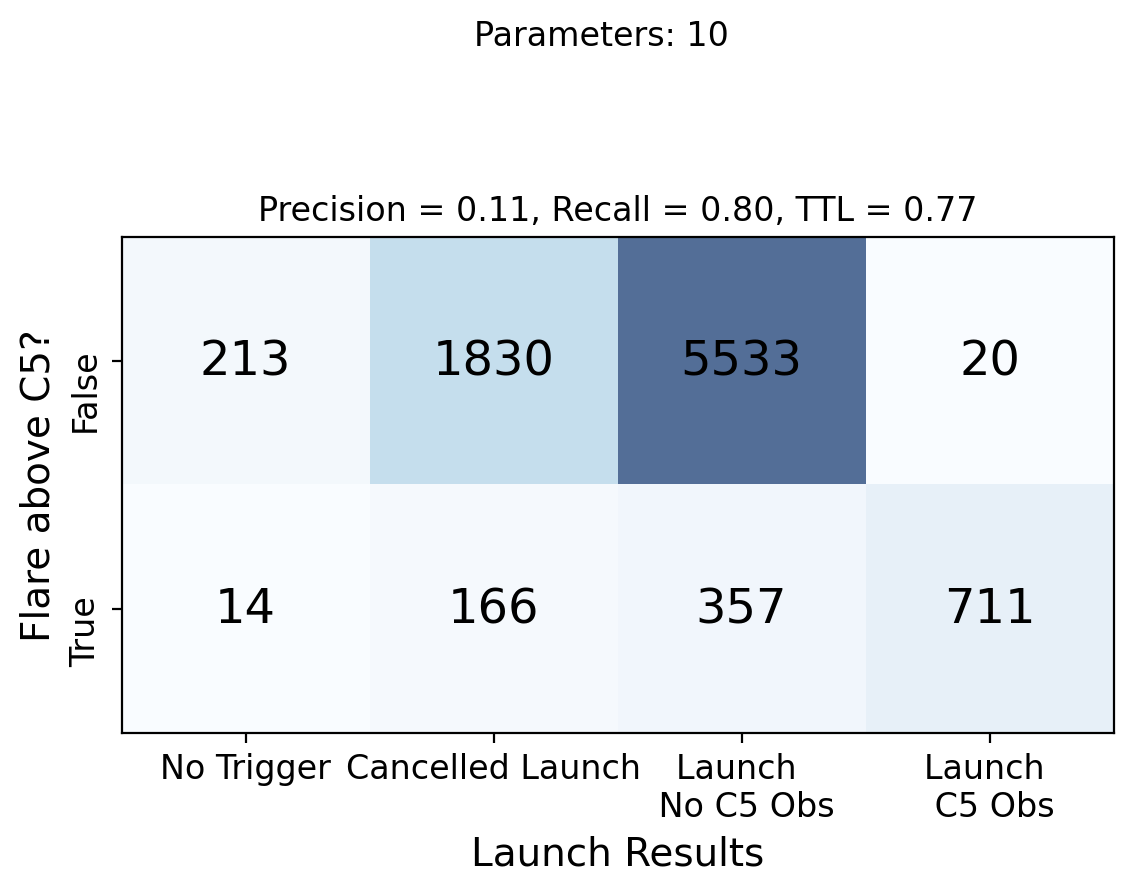 Parameters: 10
Precision = 0.11, Recall = 0.80, TTL = 0.77
Flare above C5?
False
213 1830 5533 20
True
14 166 357 711
No Trigger Cancelled Launch Launch Launch
No C5 Obs C5 Obs
Launch Results